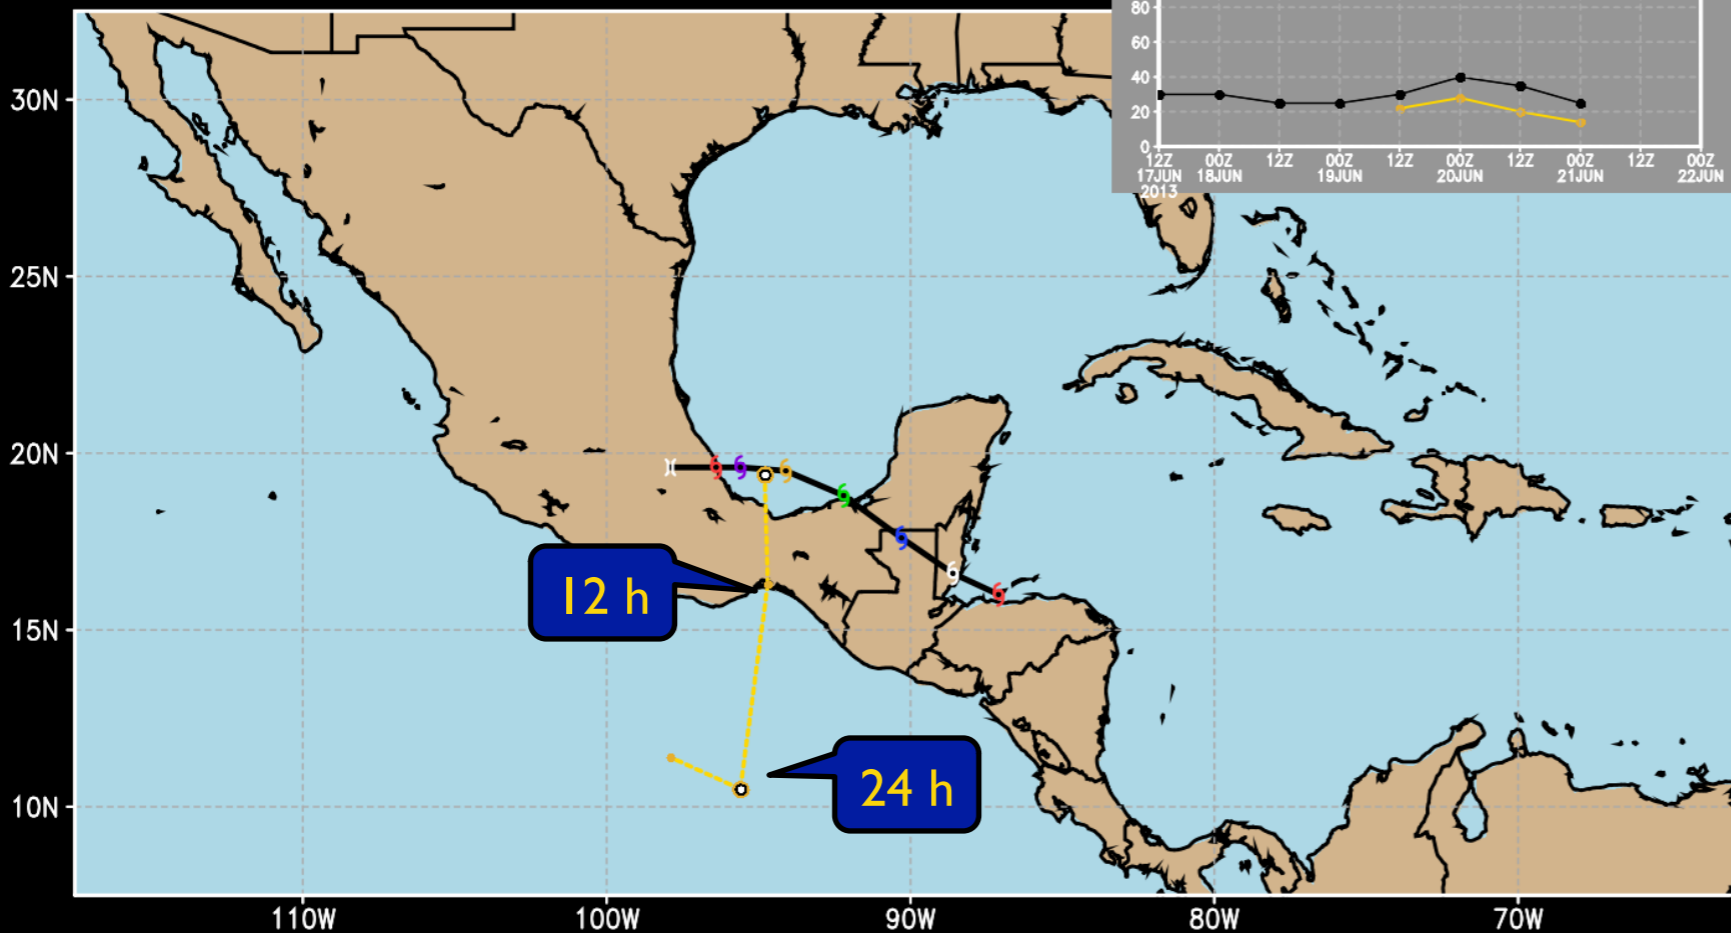 80
60
40
20
0
12Z 00Z 12Z 00Z 12Z 00Z 12Z 00Z 12Z 00Z
17JUN 18JUN 19JUN 20JUN 21JUN 22JUN
2013
30N
25N
20N
15N
10N
12 h
24 h
110W 100W 90W 80W 70W